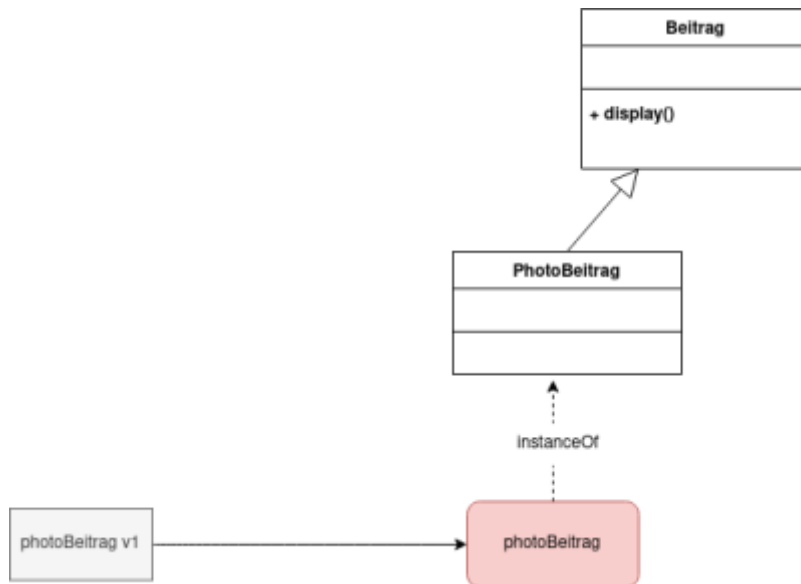 Beitrag
+ display()
PhotoBeitrag
instanceOf
photoBeitrag v1
photoBeitrag